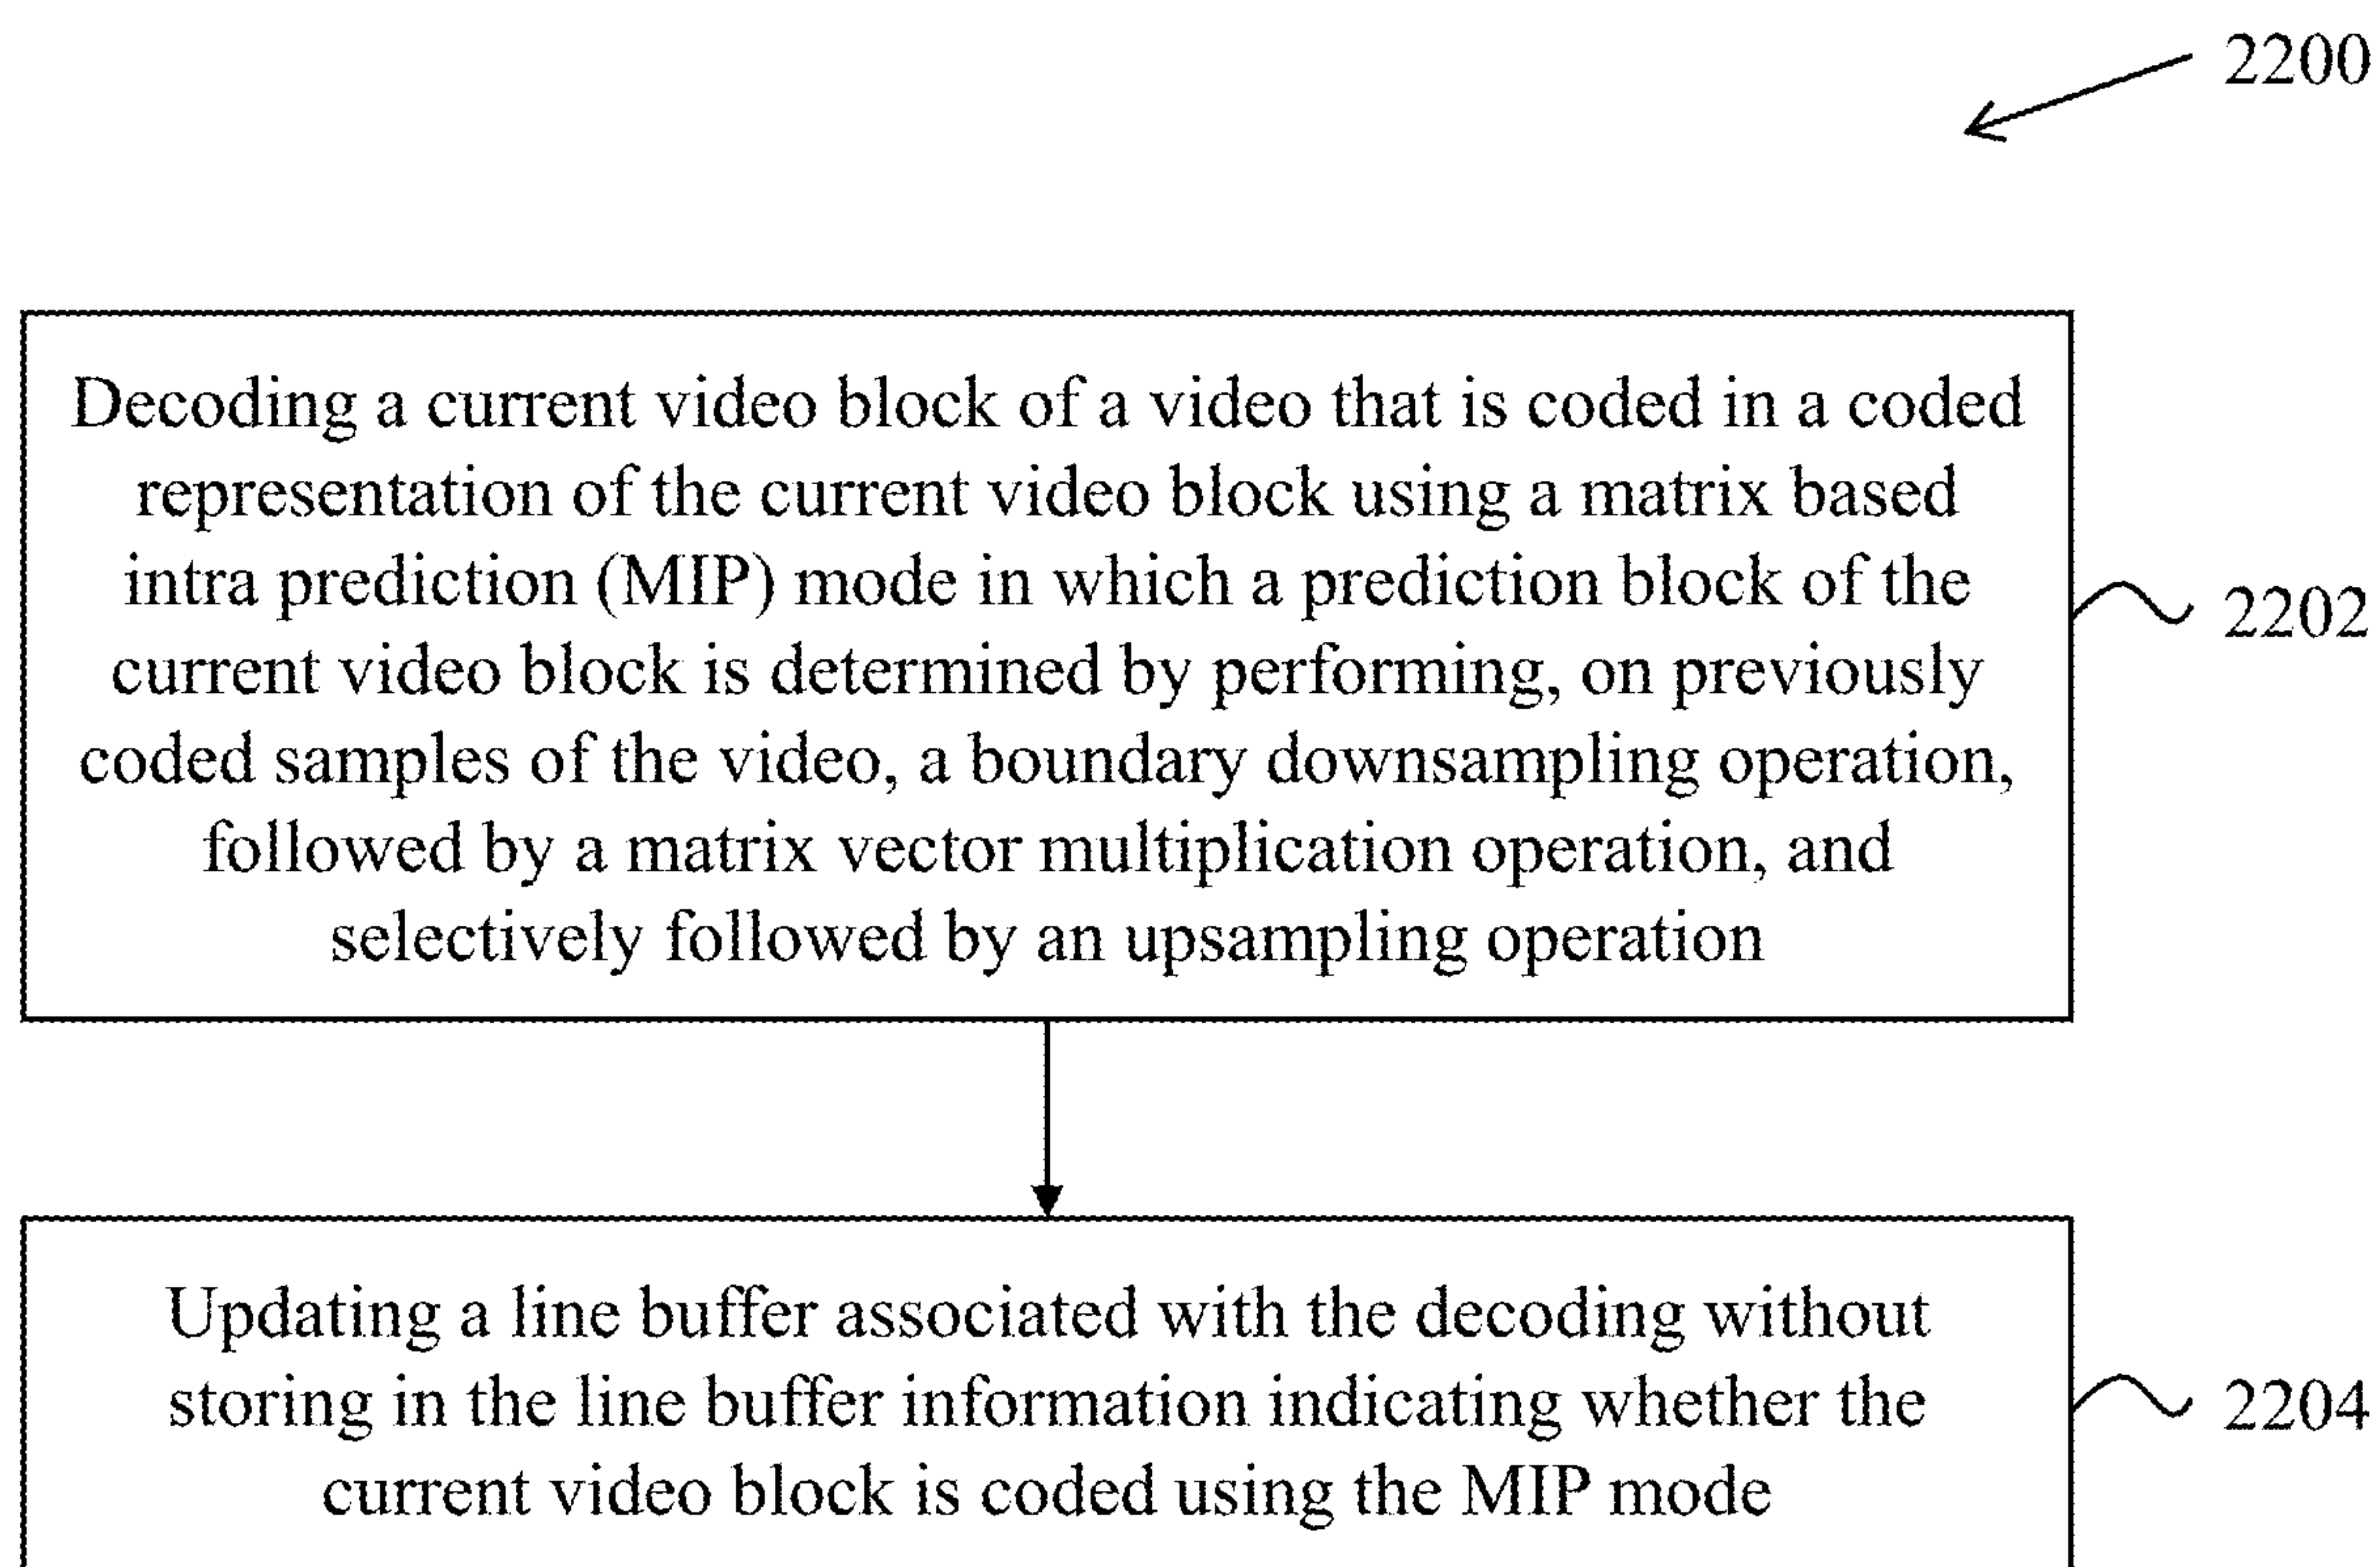 2200
Decoding a current video block of a video that is coded in a coded
representation of the current video block using a matrix based
intra prediction (MIP) mode in which a prediction block of the
current video block is determined by performing, on previously
coded samples of the video, a boundary downsampling operation,
followed by a matrix vector multiplication operation, and
selectively followed by an upsampling operation
2202
Updating a line buffer associated with the decoding without
storing in the line buffer information indicating whether the
current video block is coded using the MIP mode
2204